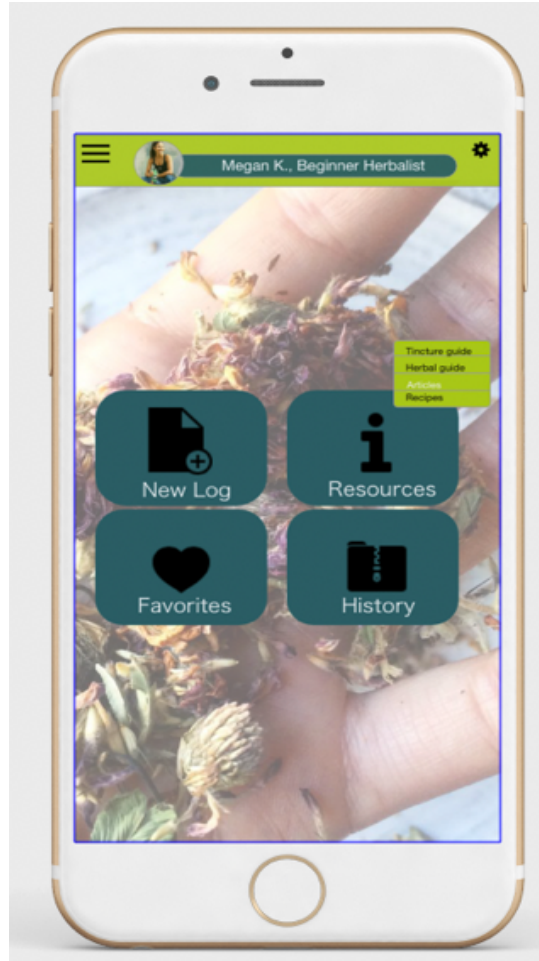 Megan K., Beginner Herbalist
Tincture guide
Herbal guide
Articles
Recipes
New Log
Resources
Favorites
History